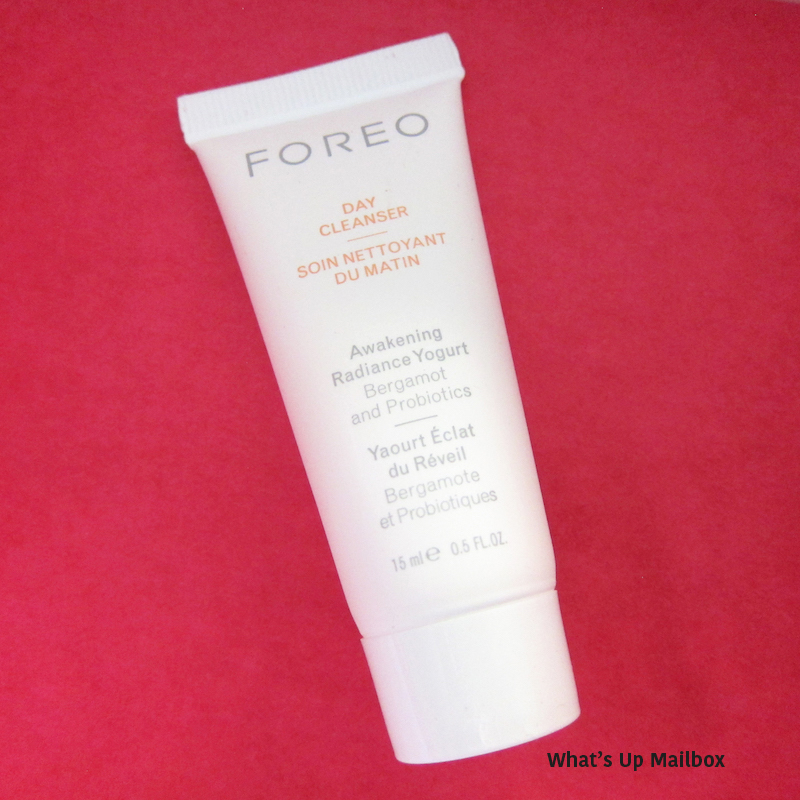 FOREO
DAY
CLEANSER
SOIN NETTOYANT
DU MATIN
Awakening
Radiance Yogurt
Bergamot
and Probiotics
Yaourt Éclat
du Réveil
Bergamote
et Probiotiques
15 ml ℮ 0.5 FL.OZ.
What's Up Mailbox